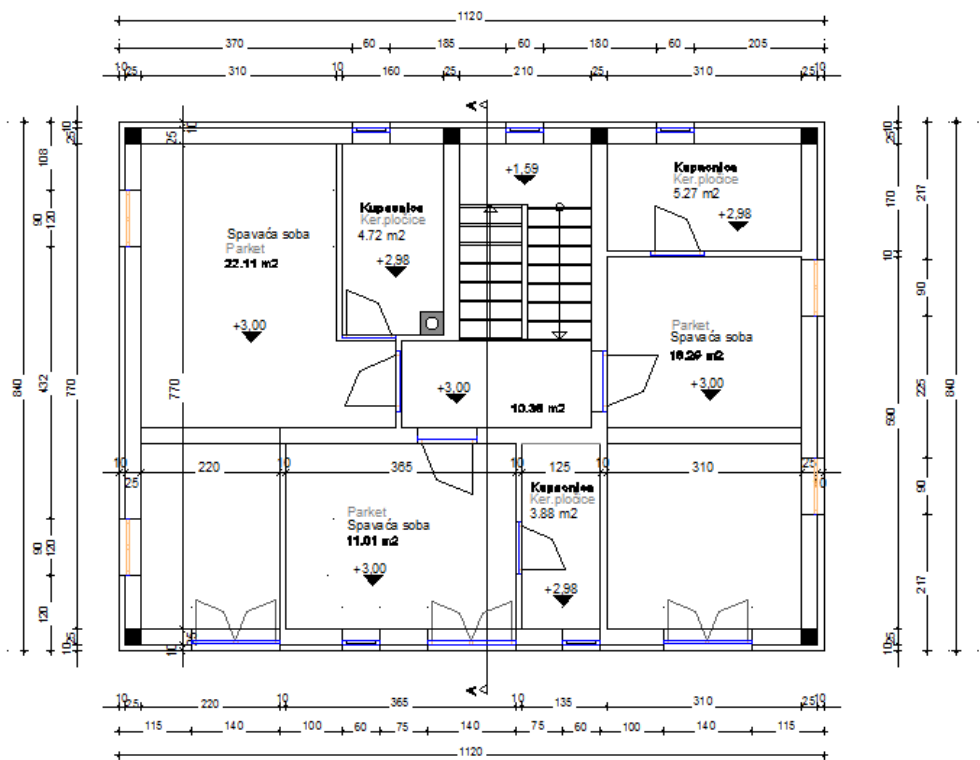 1120
370 60 185 60 180 60 205
10 25 310 10 160 25 210 25 310 25 10
A
Spavaća soba
Parket
22.11 m2
+3,00
Kupaonica
Ker.pločice
4.72 m2
+2,98
+1,59
Kupaonica
Ker.pločice
5.27 m2
+2,98
Parket
Spavaća soba
+3,00
+3,00
840
770
10 25 108 90 120 432 90 120 120 25 10
770
25 10
25 10
10 25 170 10 590 25 10
217 90 225 90 217
840
10 25 220 10 365 10 125 10 310 25 10
Parket
Spavaća soba
11.01 m2
+3,00
Kupaonica
Ker.pločice
3.88 m2
+2,98
A
10 25 220 10 365 10 135 310 25 10
115 140 100 60 75 140 75 60 100 140 115
1120